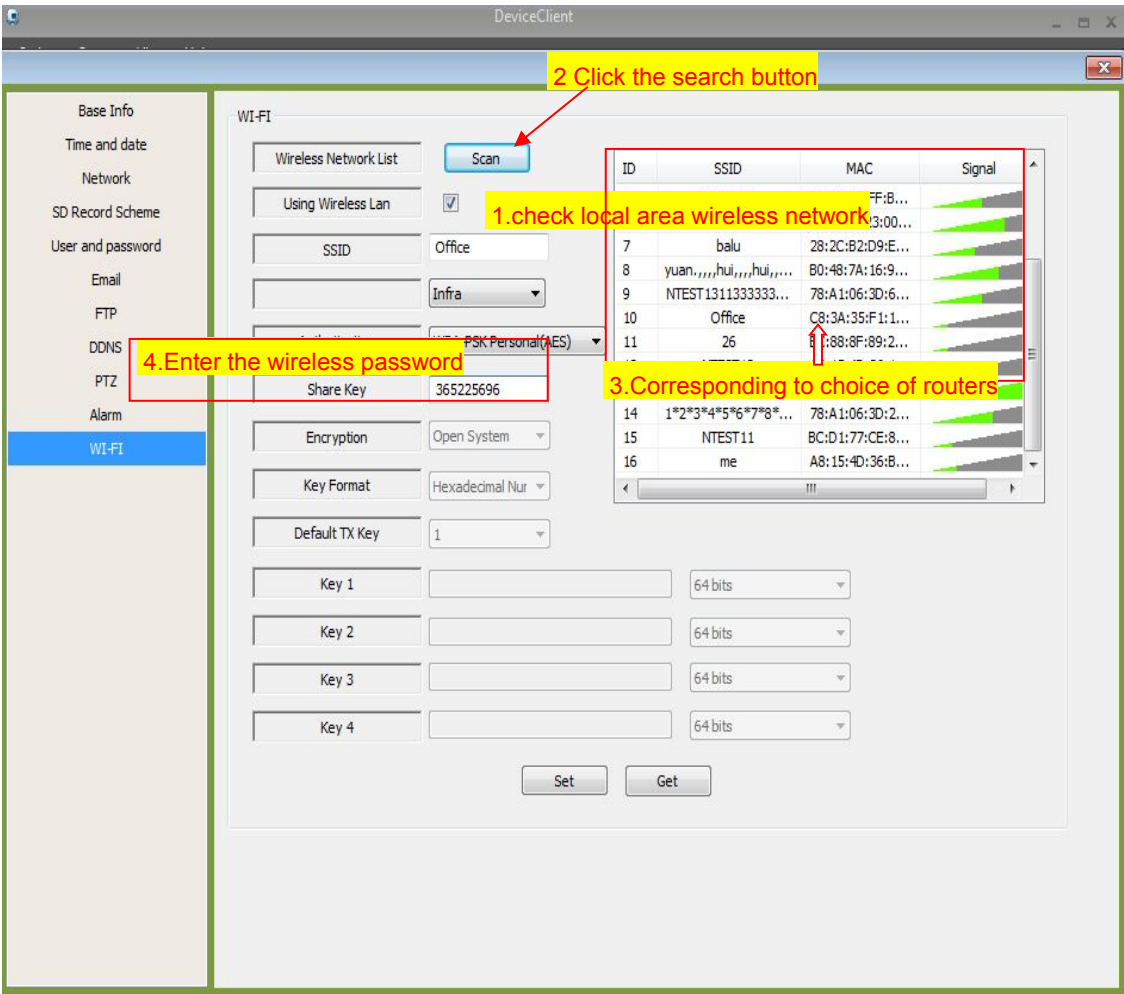 DeviceClient
2 Click the search button
Base Info
Time and date
Network
SD Record Scheme
User and password
Email
FTP
DDNS
PTZ
Alarm
WI-FI
WI-FI
Wireless Network List
Scan
Using Wireless Lan
1.check local area wireless network
SSID
Office
Infra
PSK Personal(AES)
4.Enter the wireless password
Share Key
365225696
Encryption
Open System
Key Format
Hexadecimal Nur
Default TX Key
1
Key 1
64 bits
Key 2
64 bits
Key 3
64 bits
Key 4
64 bits
Set
Get
ID SSID MAC Signal
FF:B...
23:00...
7 balu 28:2C:B2:D9:E...
8 yuan.,,,,hui,,,,hui,,... B0:48:7A:16:9...
9 NTEST1311333333... 78:A1:06:3D:6...
10 Office C8:3A:35:F1:1...
11 26 :88:8F:89:2...
3.Corresponding to choice of routers
14 1*2*3*4*5*6*7*8*... 78:A1:06:3D:2...
15 NTEST11 BC:D1:77:CE:8...
16 me A8:15:4D:36:B...